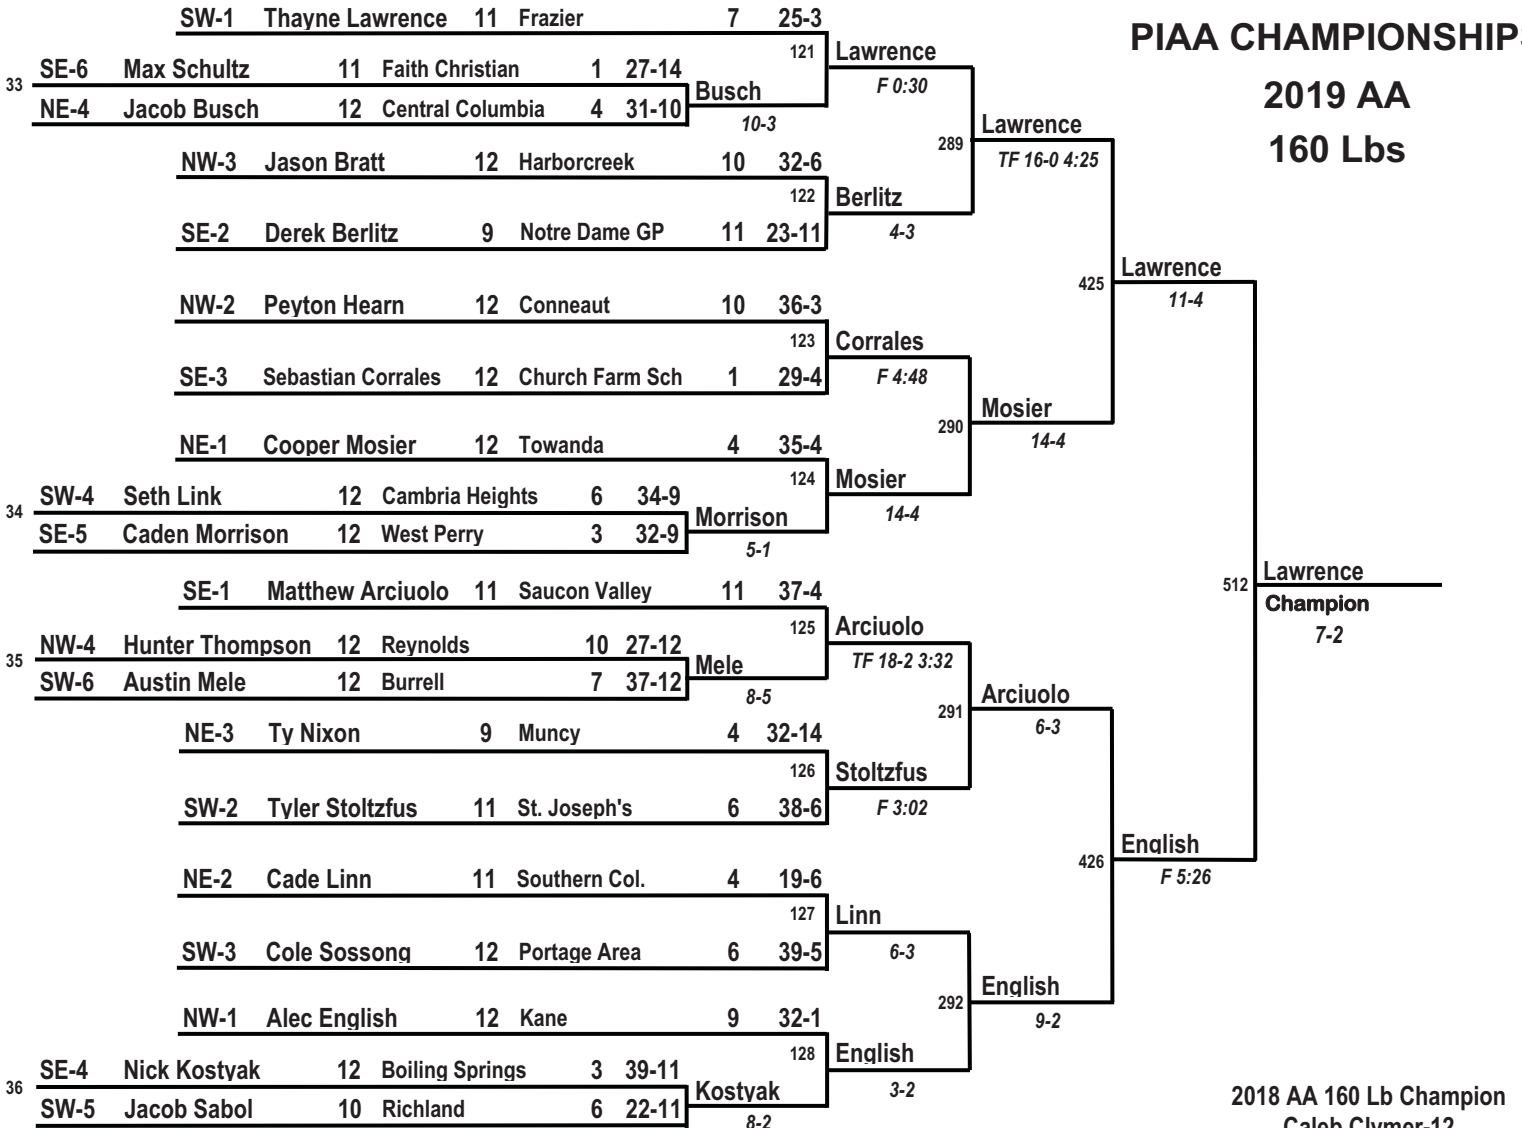 SW-1 Thayne Lawrence 11 Frazier 7 25-3
PIAA CHAMPIONSHIPS
121 Lawrence
33 SE-6 Max Schultz 11 Faith Christian 1 27-14
F 0:30
2019 AA
Busch
NE-4 Jacob Busch 12 Central Columbia 4 31-10
10-3
Lawrence
289
160 Lbs
NW-3 Jason Bratt 12 Harborcreek 10 32-6
TF 16-0 4:25
122 Berlitz
SE-2 Derek Berlitz 9 Notre Dame GP 11 23-11
4-3
Lawrence
425
11-4
NW-2 Peyton Hearn 12 Conneaut 10 36-3
123 Corrales
SE-3 Sebastian Corrales 12 Church Farm Sch 1 29-4
F 4:48
Mosier
290
14-4
NE-1 Cooper Mosier 12 Towanda 4 35-4
124 Mosier
34 SW-4 Seth Link 12 Cambria Heights 6 34-9
14-4
Morrison
SE-5 Caden Morrison 12 West Perry 3 32-9
5-1
Lawrence
512
SE-1 Matthew Arciuolo 11 Saucon Valley 11 37-4
Champion
125 Arciuolo
7-2
35 NW-4 Hunter Thompson 12 Reynolds 10 27-12
TF 18-2 3:32
Mele
SW-6 Austin Mele 12 Burrell 7 37-12
8-5
Arciuolo
291
6-3
NE-3 Ty Nixon 9 Muncy 4 32-14
126 Stoltzfus
SW-2 Tyler Stoltzfus 11 St. Joseph's 6 38-6
F 3:02
English
426
F 5:26
NE-2 Cade Linn 11 Southern Col. 4 19-6
127 Linn
SW-3 Cole Sossong 12 Portage Area 6 39-5
6-3
English
292
9-2
NW-1 Alec English 12 Kane 9 32-1
128 English
36 SE-4 Nick Kostyak 12 Boiling Springs 3 39-11
3-2
Kostyak
2018 AA 160 Lb Champion
SW-5 Jacob Sabol 10 Richland 6 22-11
8-2
Caleb Clymer-12